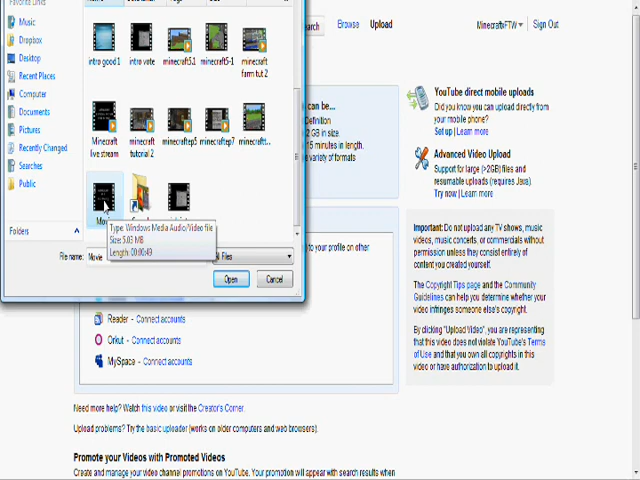 Favorite Links
Music
Dropbox
Desktop
Recent Places
Computer
Documents
Pictures
Recently Changed
Searches
Public
Folders
intro good 1
intro vote
minecraft5.1
minecraft5-1
minecraft
farm tut 2
Minecraft
live stream
minecraft
tutorial 2
minecraftep5
minecraftep7
minecraftt...
Type: Windows Media Audio/Video file
Size: 5.03 MB
Length: 00:00:49
File name:
Movie
Files
Open
Cancel
Browse
Upload
MinecraftsFTW
Sign Out
can be...
Definition
2 GB in size.
15 minutes in length.
variety of formats
to your profile on other
YouTube direct mobile uploads
Did you know you can upload directly
from your mobile phone?
Set up | Learn more
Advanced Video Upload
Support for large (>2GB) files and
resumable uploads (requires Java)
Try it | Learn more
Important: Do not upload any TV shows, music
videos, music concerts, or commercials without
permission unless they consist entirely of
content you created yourself.
The Copyright Tips page and the Community
Guidelines can help you determine whether your
video infringes someone else's copyright.
By clicking "Upload Video", you are representing
that this video does not violate YouTube's Terms
of Use and that you own all copyrights in this
video or have authorization to upload it.
Reader - Connect accounts
Orkut - Connect accounts
MySpace - Connect accounts
Need more help? Watch this video or visit the Creator's Corner.
Upload problems? Try the basic uploader (works on older computers and web browsers).
Promote your Videos with Promoted Videos
Create and manage your video channel promotions on YouTube. Your promotion will appear with search results when